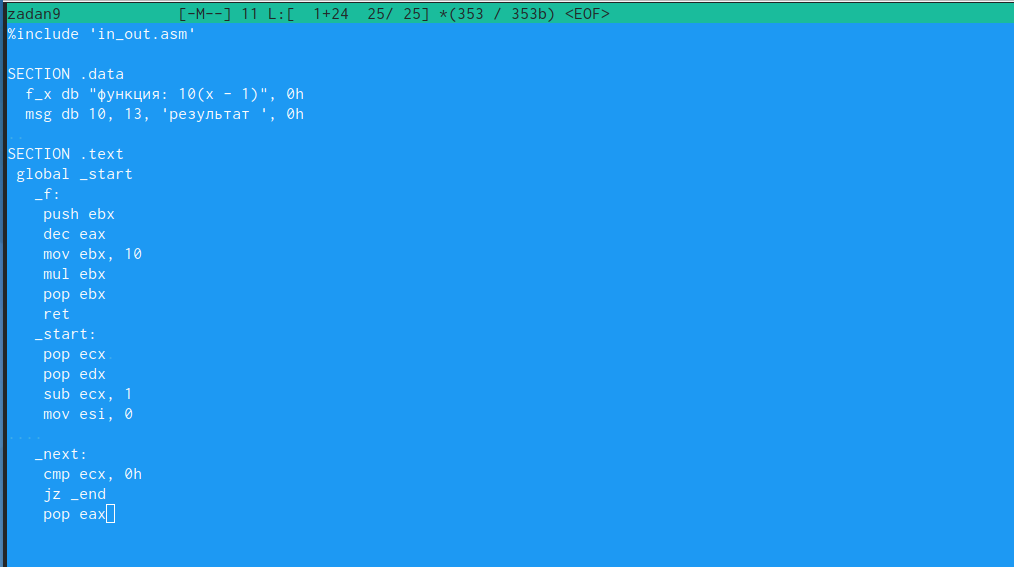 zadan9 [-M--] 11 L:[ 1+24 25/ 25] *(353 / 353b) <EOF>
%include 'in_out.asm'
SECTION .data
f_x db "функция: 10(x - 1)", 0h
msg db 10, 13, 'результат ', 0h
SECTION .text
global _start
_f:
push ebx
dec eax
mov ebx, 10
mul ebx
pop ebx
ret
_start:
pop ecx
pop edx
sub ecx, 1
mov esi, 0
_next:
cmp ecx, 0h
jz _end
pop eax